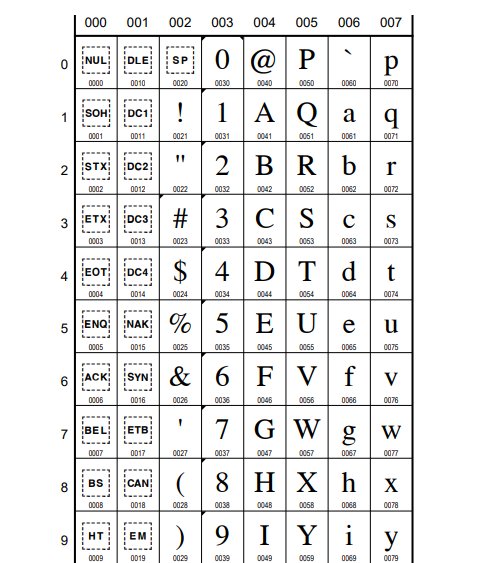 000 001 002 003 004 005 006 007
0 NUL DLE SP 0 @ P ` p
0000 0010 0020 0030 0040 0050 0060 0070
1 SOH DC1 ! 1 A Q a q
0001 0011 0021 0031 0041 0051 0061 0071
2 STX DC2 " 2 B R b r
0002 0012 0022 0032 0042 0052 0062 0072
3 ETX DC3 # 3 C S c s
0003 0013 0023 0033 0043 0053 0063 0073
4 EOT DC4 $ 4 D T d t
0004 0014 0024 0034 0044 0054 0064 0074
5 ENQ NAK % 5 E U e u
0005 0015 0025 0035 0045 0055 0065 0075
6 ACK SYN & 6 F V f v
0006 0016 0026 0036 0046 0056 0066 0076
7 BEL ETB ' 7 G W g w
0007 0017 0027 0037 0047 0057 0067 0077
8 BS CAN ( 8 H X h x
0008 0018 0028 0038 0048 0058 0068 0078
9 HT EM ) 9 I Y i y
0009 0019 0029 0039 0049 0059 0069 0079